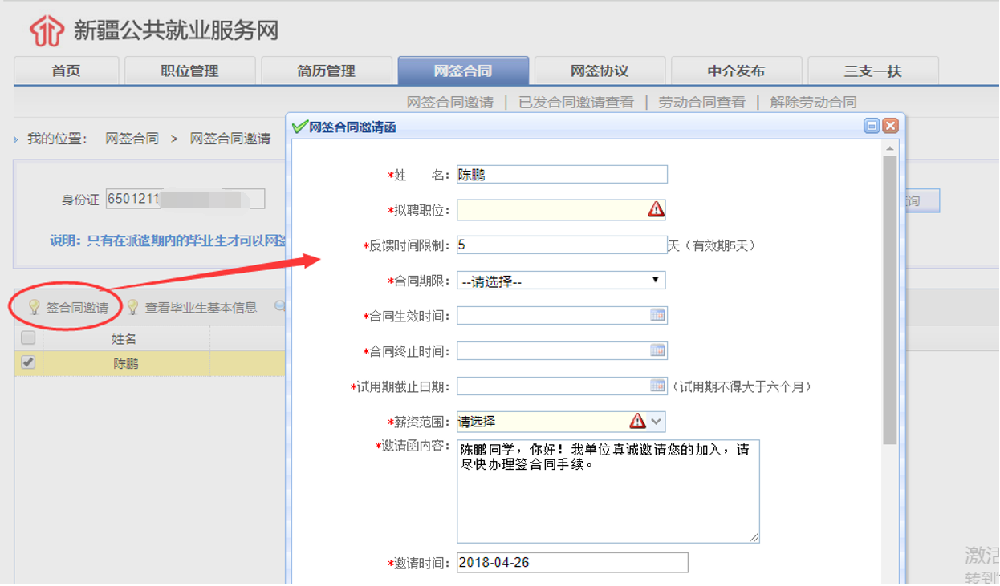 新疆公共就业服务网
首页 职位管理 简历管理 网签合同 网签协议 中介发布 三支一扶
网签合同邀请 | 已发合同邀请查看 | 劳动合同查看 | 解除劳动合同
我的位置： 网签合同 > 网签合同邀请
身份证 6501211
询
说明：只有在派遣期内的毕业生才可以网签
签合同邀请 查看毕业生基本信息
姓名
陈鹏
网签合同邀请函
*姓 名： 陈鹏
*拟聘职位：
*反馈时间限制： 5 天（有效期5天）
*合同期限： --请选择--
*合同生效时间：
*合同终止时间：
*试用期截止日期： （试用期不得大于六个月）
*薪资范围： 请选择
*邀请函内容： 陈鹏同学，你好！我单位真诚邀请您的加入，请
尽快办理签合同手续。
*邀请时间： 2018-04-26
激活
转到"